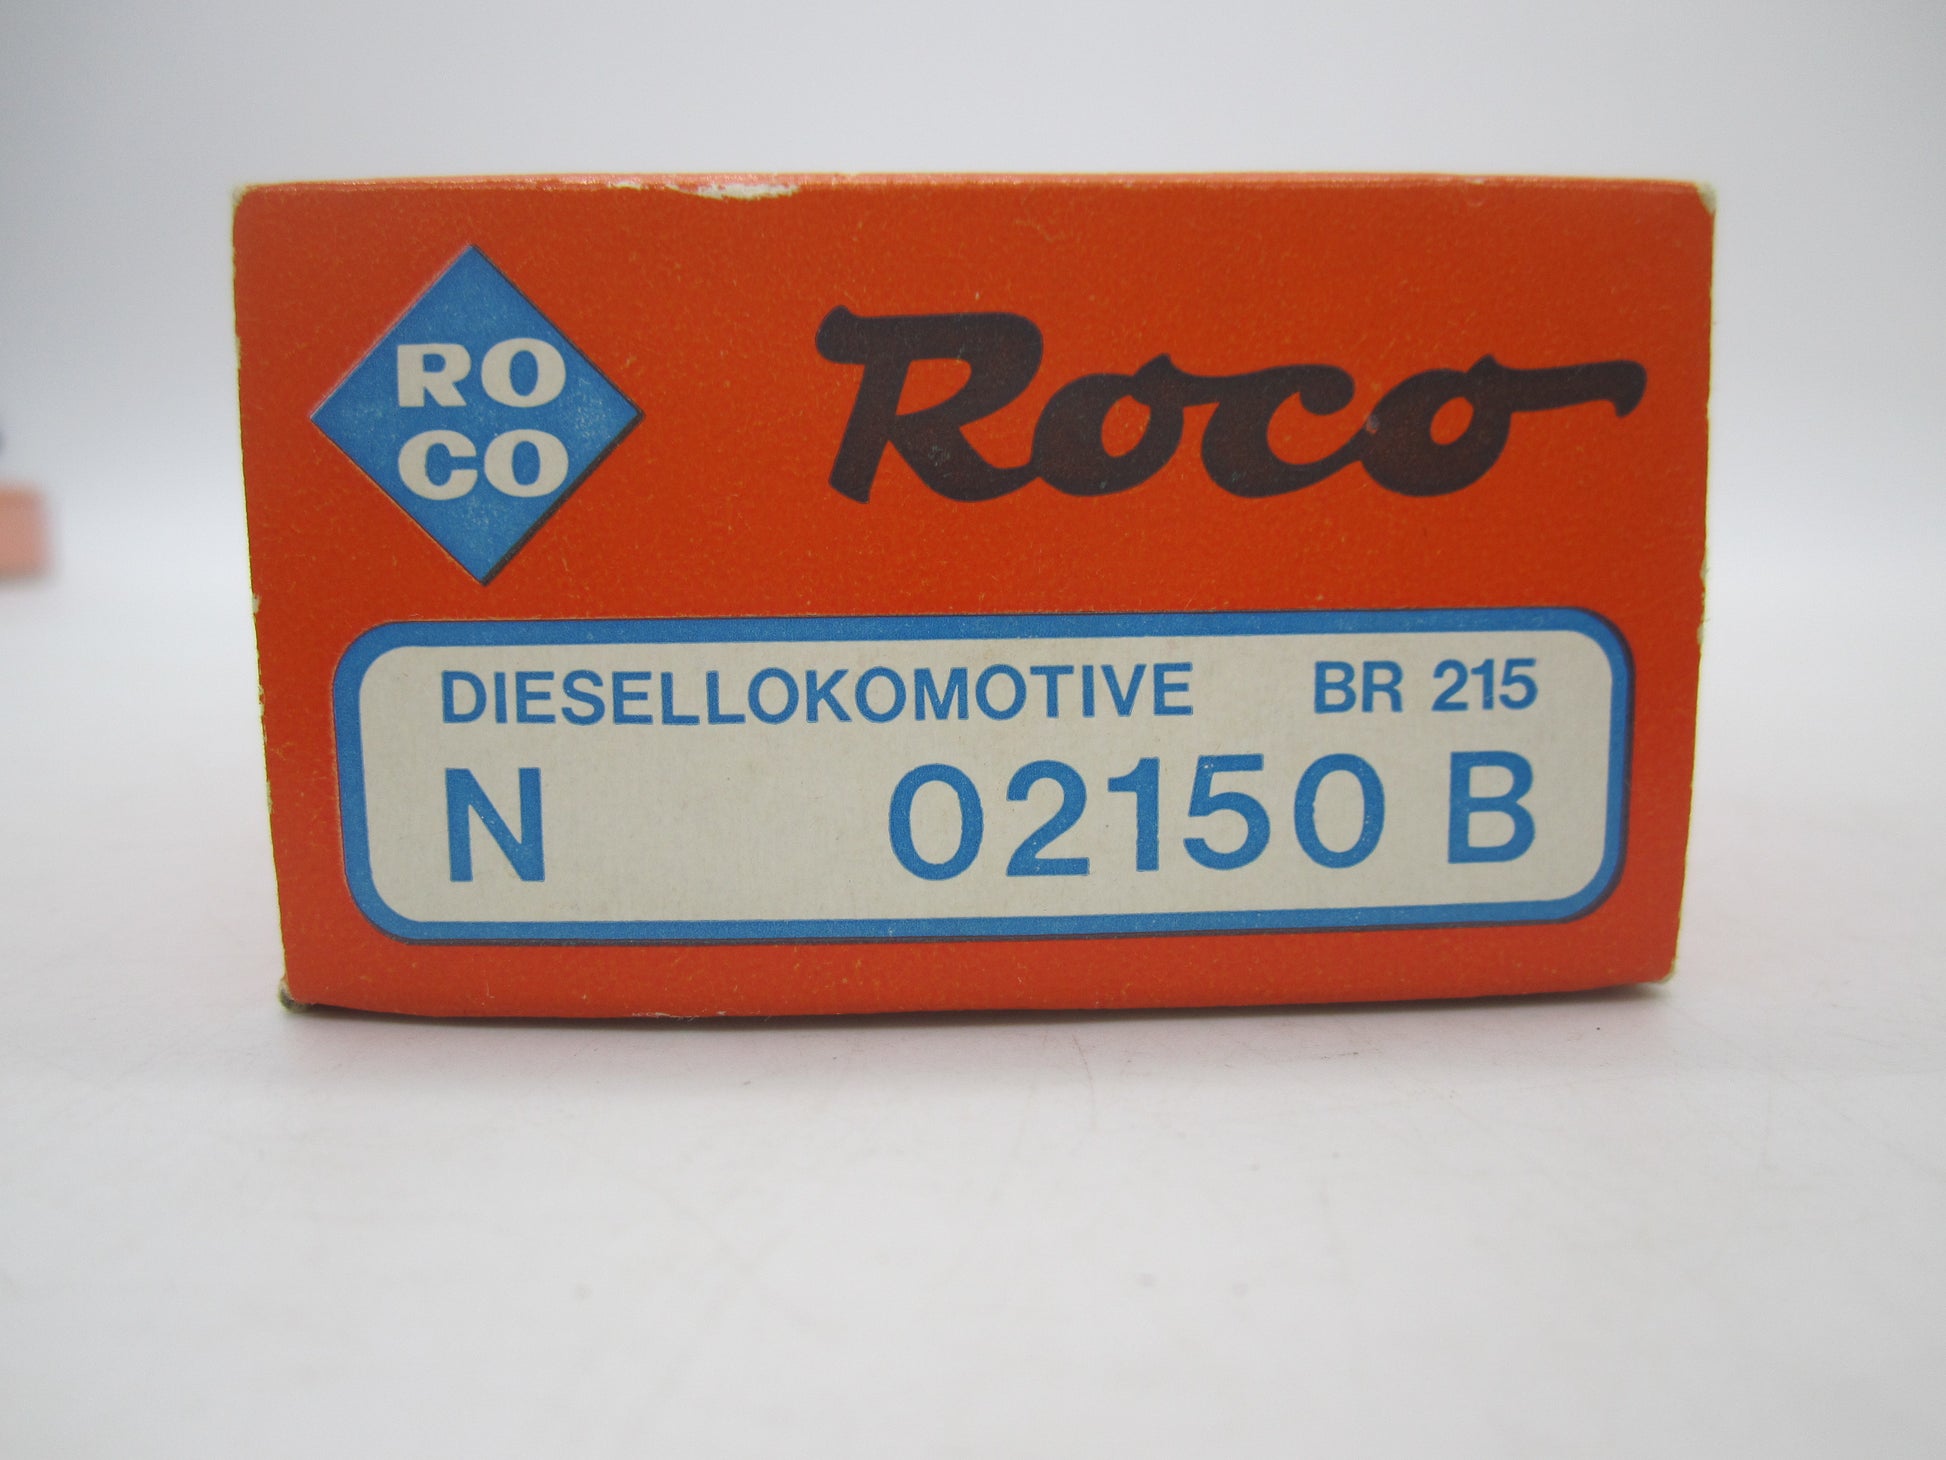 RO
CO
Roco
DIESELLOKOMOTIVE BR 215
N 02150 B